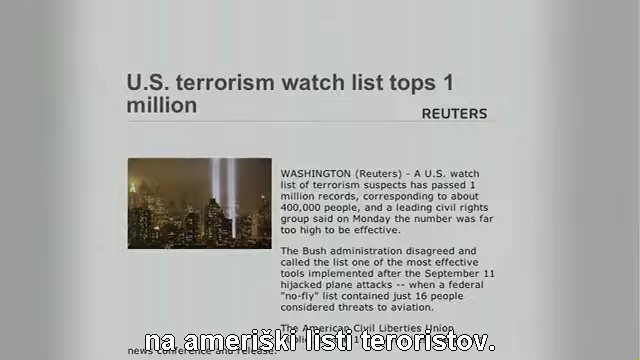 U.S. terrorism watch list tops 1
million
REUTERS
WASHINGTON (Reuters) - A U.S. watch
list of terrorism suspects has passed 1
million records, corresponding to about
400,000 people, and a leading civil rights
group said on Monday the number was far
too high to be effective.
The Bush administration disagreed and
called the list one of the most effective
tools implemented after the September 11
hijacked plane attacks -- when a federal
"no-fly" list contained just 16 people
considered threats to aviation.
The American Civil Liberties Union
na ameriški listi teroristov.
news conference and release.